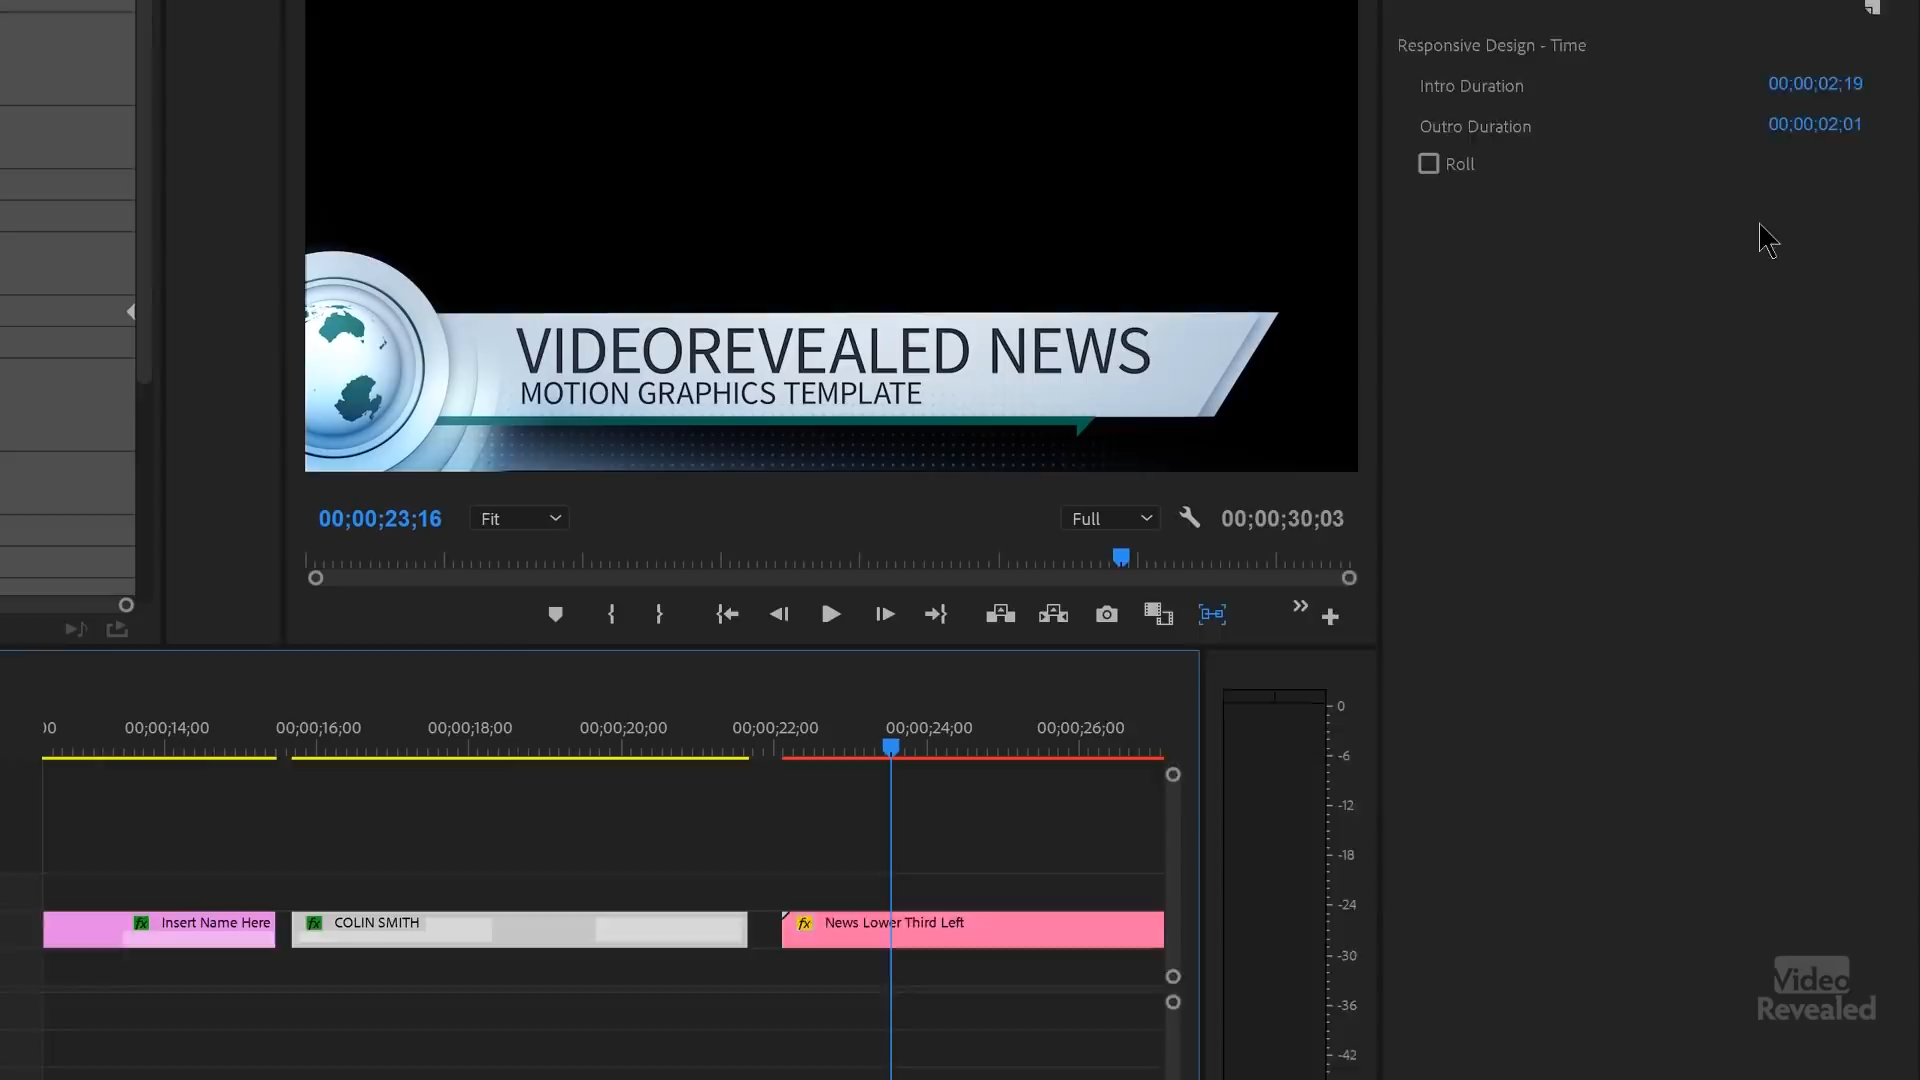 Responsive Design - Time
Intro Duration 00;00;02;19
Outro Duration 00;00;02;01
Roll
VIDEOREVEALED NEWS
MOTION GRAPHICS TEMPLATE
00;00;23;16 Fit Full 00;00;30;03
00;00;14;00 00;00;16;00 00;00;18;00 00;00;20;00 00;00;22;00 00;00;24;00 00;00;26;00
0
-6
-12
-18
-24
-30
-36
-42
fx Insert Name Here fx COLIN SMITH fx News Lower Third Left
Video
Revealed